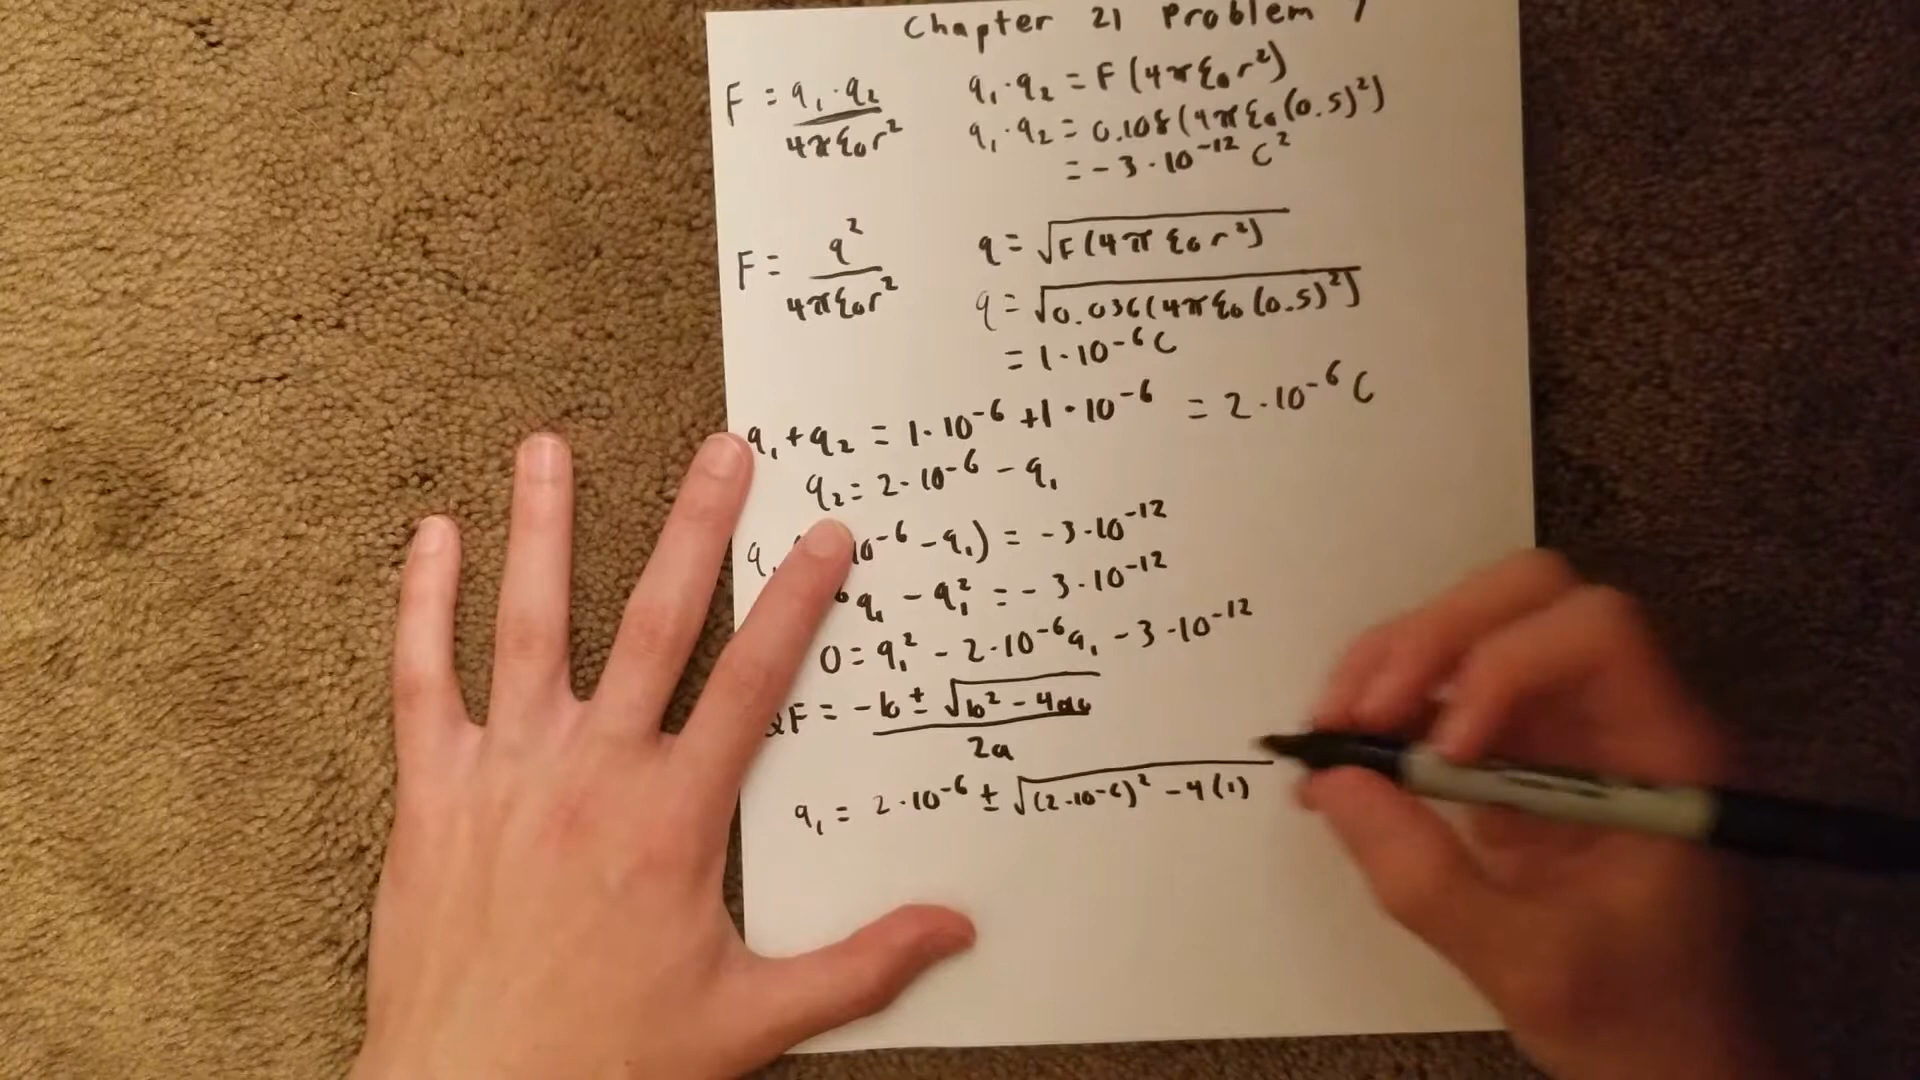 Chapter 21 Problem
F = q₁·q₂ / 4πε₀r²
q₁·q₂ = F(4πε₀r²)
q₁·q₂ = 0.108(4πε₀(0.5)²)
= -3·10⁻¹² C²
F = q² / 4πε₀r²
q = √F(4πε₀r²)
q = √0.036(4πε₀(0.5)²)
= 1·10⁻⁶ C
q₁+q₂ = 1·10⁻⁶ +1·10⁻⁶ = 2·10⁻⁶ C
q₂ = 2·10⁻⁶ - q₁
q₁ 10⁻⁶ - q₁) = -3·10⁻¹²
⁶q₁ - q₁² = -3·10⁻¹²
0 = q₁² - 2·10⁻⁶q₁ - 3·10⁻¹²
F = -b ± √b² - 4ac / 2a
q₁ = 2·10⁻⁶ ± √(2·10⁻⁶)² - 4(1)